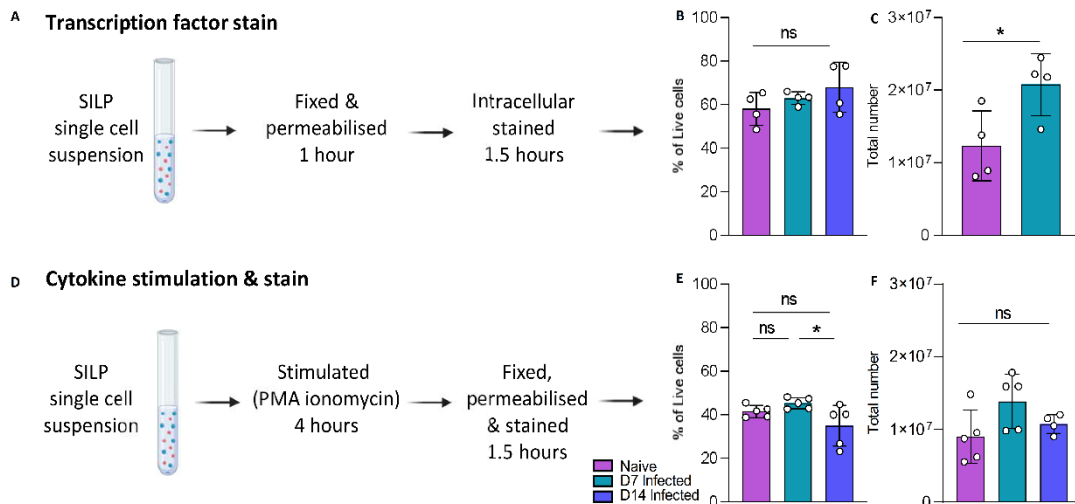 A
Transcription factor stain
SILP
single cell
suspension
Fixed &
permeabilised
1 hour
Intracellular
stained
1.5 hours
B
% of Live cells
100
80
60
40
20
0
ns
C
Total number
3×10⁷
2×10⁷
1×10⁷
0
*
D
Cytokine stimulation & stain
SILP
single cell
suspension
Stimulated
(PMA ionomycin)
4 hours
Fixed,
permeabilised
& stained
1.5 hours
E
% of Live cells
100
80
60
40
20
0
ns
ns
*
F
Total number
3×10⁷
2×10⁷
1×10⁷
0
ns
Naive
D7 Infected
D14 Infected